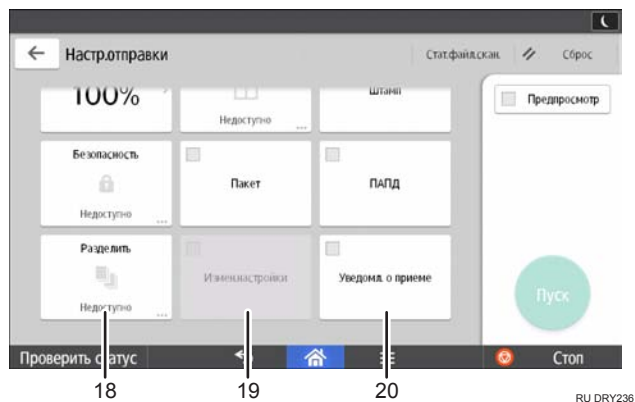 Настр.отправки
Стат.файл.скан.
Сброс
100%
Недоступно
Штамп
Предпросмотр
Безопасность
Недоступно
Пакет
ПАПД
Разделить
Недоступно
Измен.настройки
Уведомл. о приеме
Пуск
Проверить статус
Стоп
18
19
20
RU DRY236